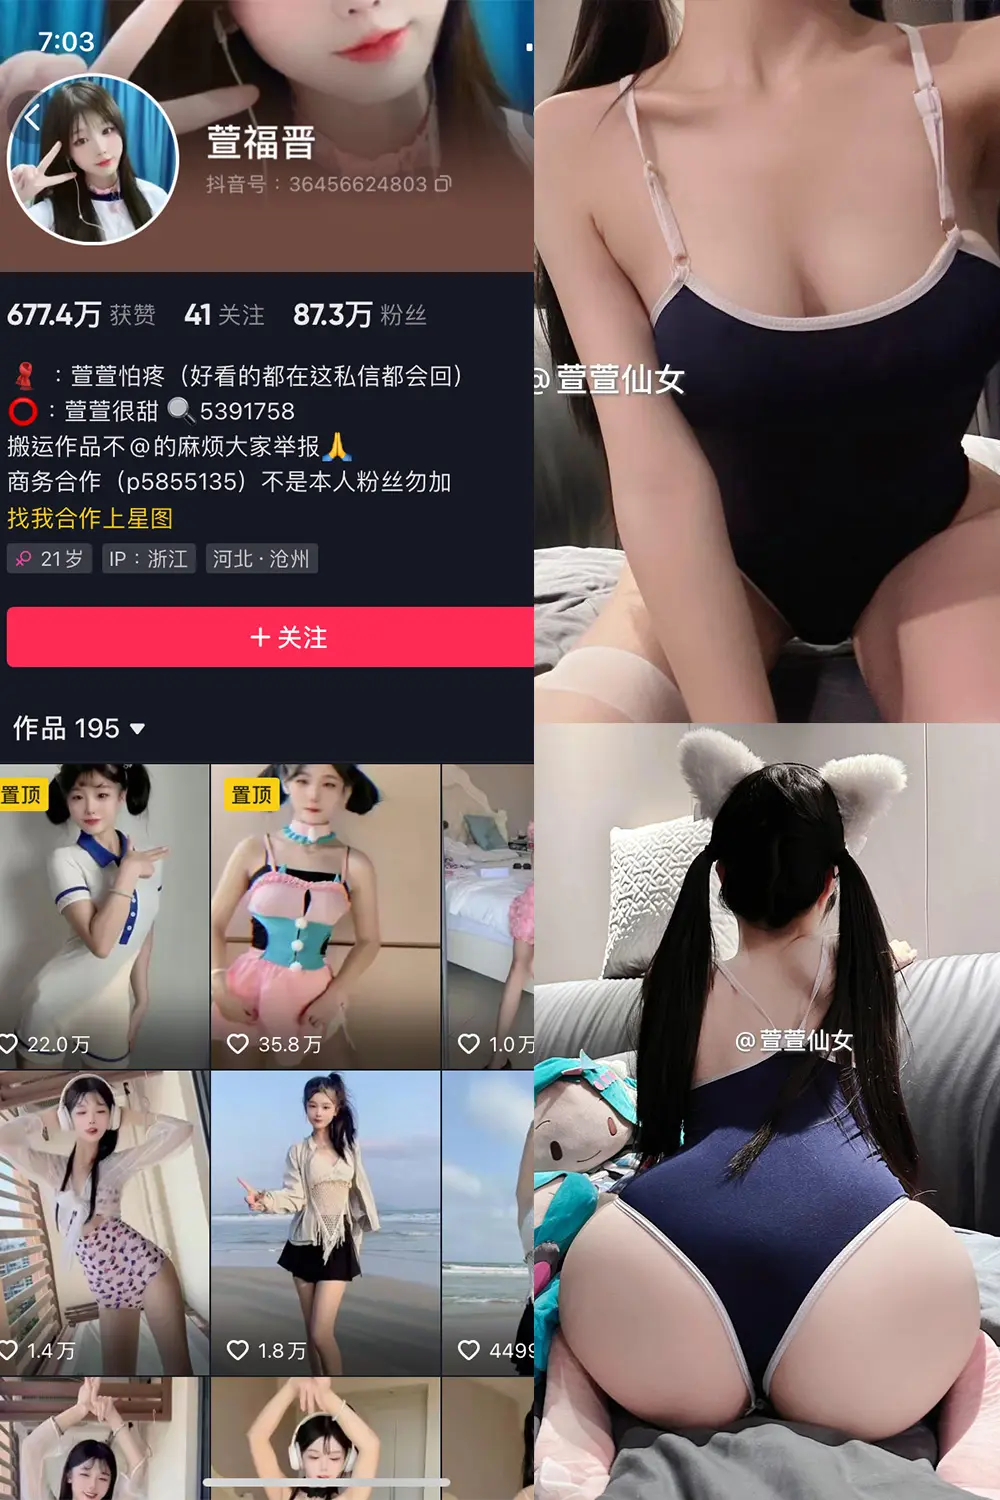 7:03
萱福晋
抖音号：36456624803
677.4万 获赞 41 关注 87.3万 粉丝
：萱萱怕疼（好看的都在这私信都会回）
：萱萱很甜 5391758
搬运作品不@的麻烦大家举报
商务合作（p5855135）不是本人粉丝勿加
找我合作上星图
21岁 IP：浙江 河北·沧州
+ 关注
作品 195
置顶 置顶
22.0万 35.8万 1.0万
1.4万 1.8万 4499
@萱萱仙女
@萱萱仙女